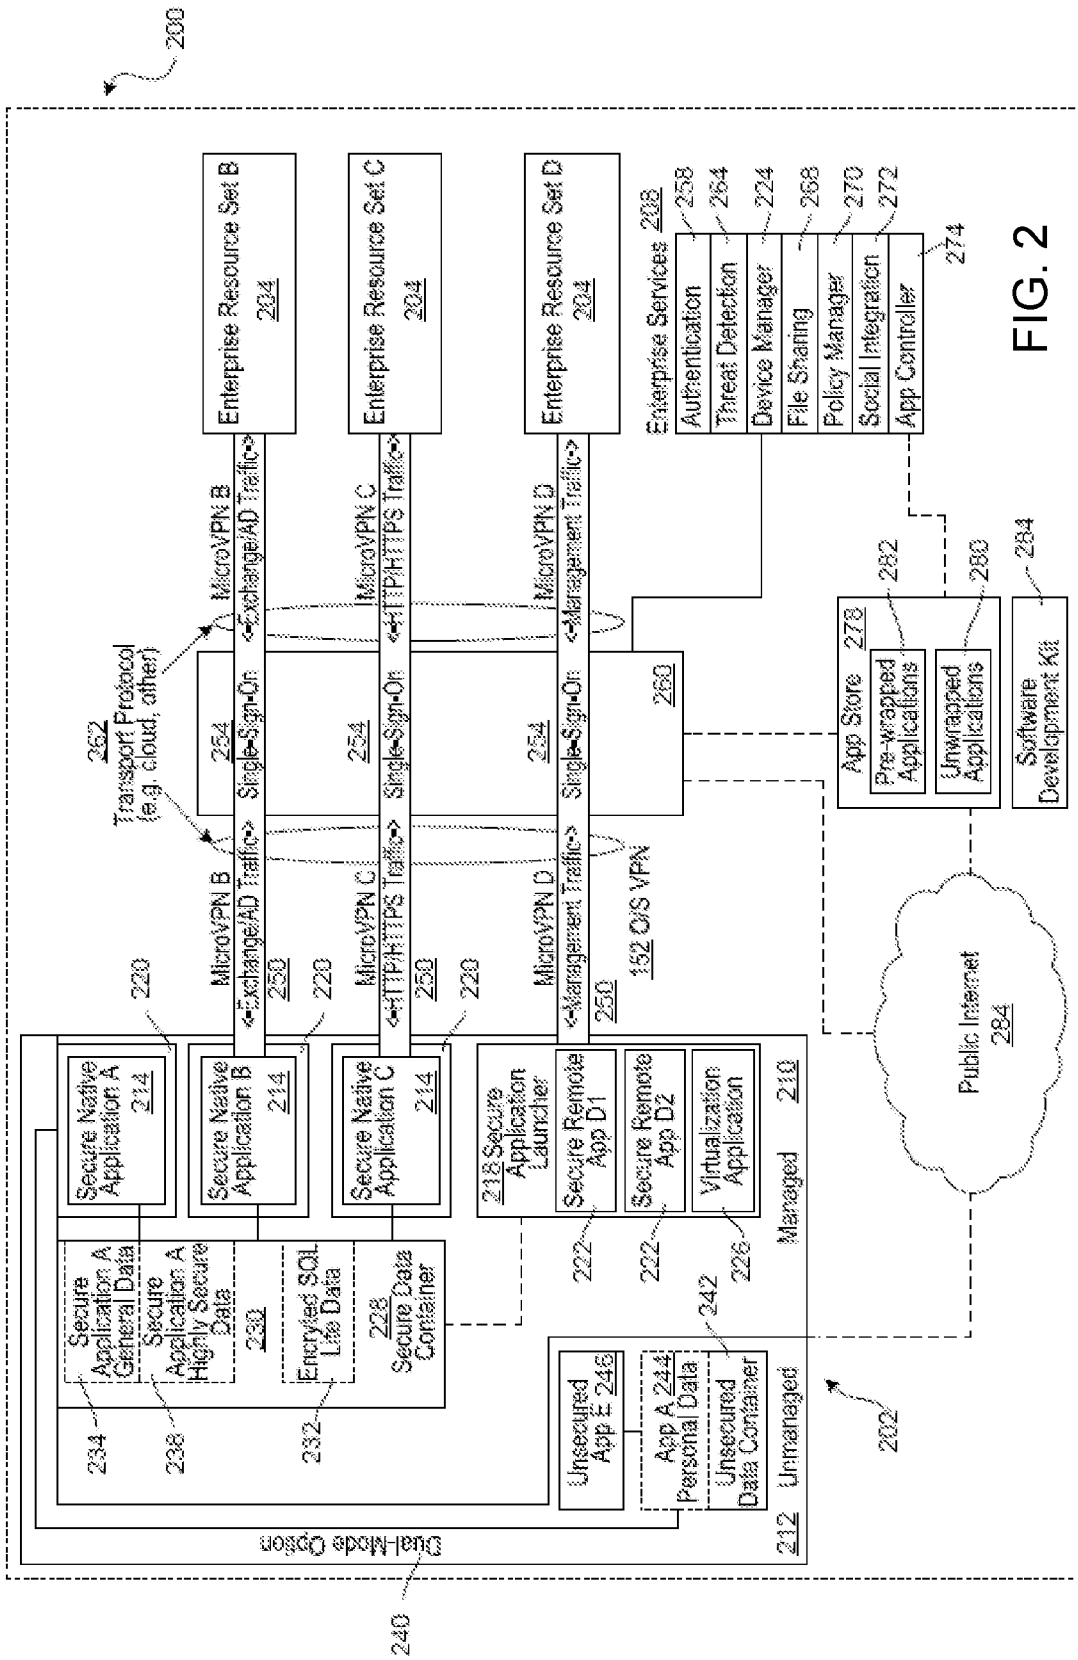 200
240
Dual-Mode Option
234
238
232
Secure
Application A
General Data
Secure
Application A
Highly Secure
Data
230
Encryted SQL
Life Data
228
Secure Data
Container
Secure Native
Application A
214
220
Secure Native
Application B
214
220
Secure Native
Application C
214
220
218 Secure
Application
Launcher
Secure Remote
App D1
Secure Remote
App D2
Virtualization
Application
222
222
226
Managed
210
Unsecured
App E 246
App A 244
Personal Data
Unsecured
Data Container
242
212
Unmanaged
202
MicroVPN B
<-Exchange/AD Traffic->
250
MicroVPN C
<-HTTP/HTTPS Traffic->
250
MicroVPN D
<-Management Traffic->
250
152 O/S VPN
262
Transport Protocol
(e.g. cloud, other)
254
Single-Sign-On
254
Single-Sign-On
254
Single-Sign-On
260
MicroVPN B
<-Exchange/AD Traffic->
MicroVPN C
<-HTTP/HTTPS Traffic->
MicroVPN D
<-Management Traffic->
Enterprise Resource Set B
204
Enterprise Resource Set C
204
Enterprise Resource Set D
204
Enterprise Services 208
Authentication
258
Threat Detection
264
Device Manager
224
File Sharing
268
Policy Manager
270
Social Integration
272
App Controller
274
Public Internet
284
App Store 278
Pre-wrapped
Applications
282
Unwrapped
Applications
280
Software
Development Kit
284
FIG. 2